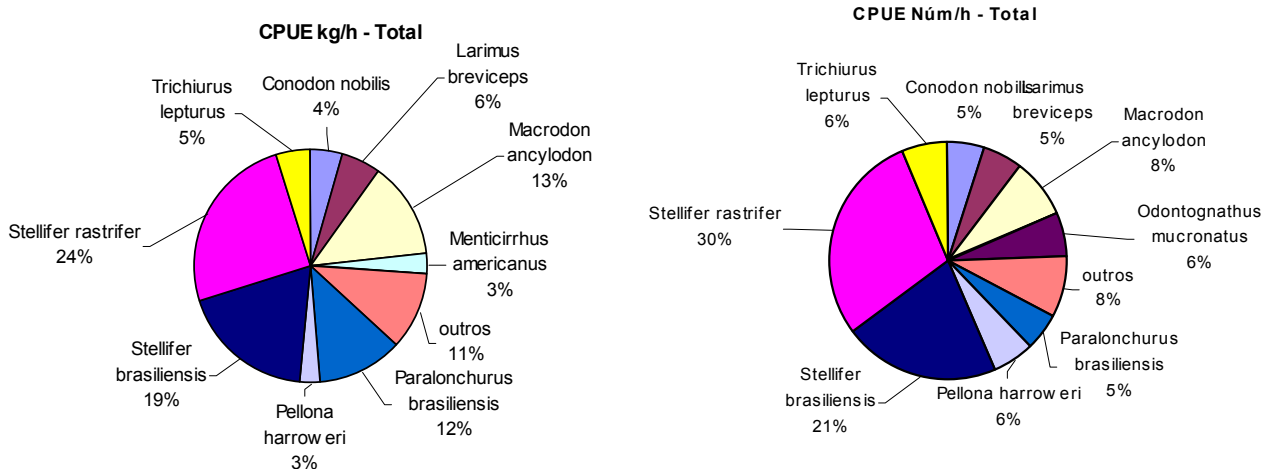 CPUE kg/h - Total
Conodon nobilis
4%
Larimus
breviceps
6%
Macrodon
ancylodon
13%
Menticirrhus
americanus
3%
outros
11%
Paralonchurus
brasiliensis
12%
Pellona
harrow eri
3%
Stellifer
brasiliensis
19%
Stellifer rastrifer
24%
Trichiurus
lepturus
5%
CPUE Núm/h - Total
Conodon nobilis
5%
Larimus
breviceps
5%
Macrodon
ancylodon
8%
Odontognathus
mucronatus
6%
outros
8%
Paralonchurus
brasiliensis
5%
Pellona harrow eri
6%
Stellifer
brasiliensis
21%
Stellifer rastrifer
30%
Trichiurus
lepturus
6%